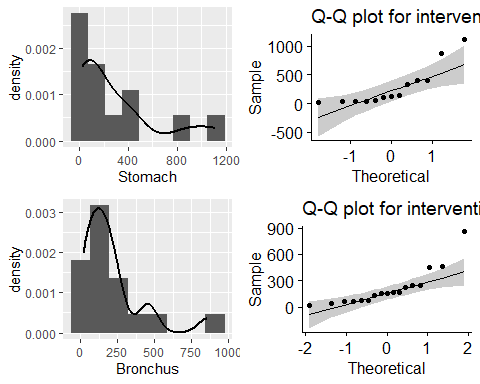 Q-Q plot for interven
density
0.002
0.001
0.000
0 400 800 1200
Stomach
Sample
1000
500
0
-500
-1 0 1
Theoretical
Q-Q plot for interventi
density
0.003
0.002
0.001
0.000
0 250 500 750 1000
Bronchus
Sample
900
600
300
0
-2 -1 0 1 2
Theoretical